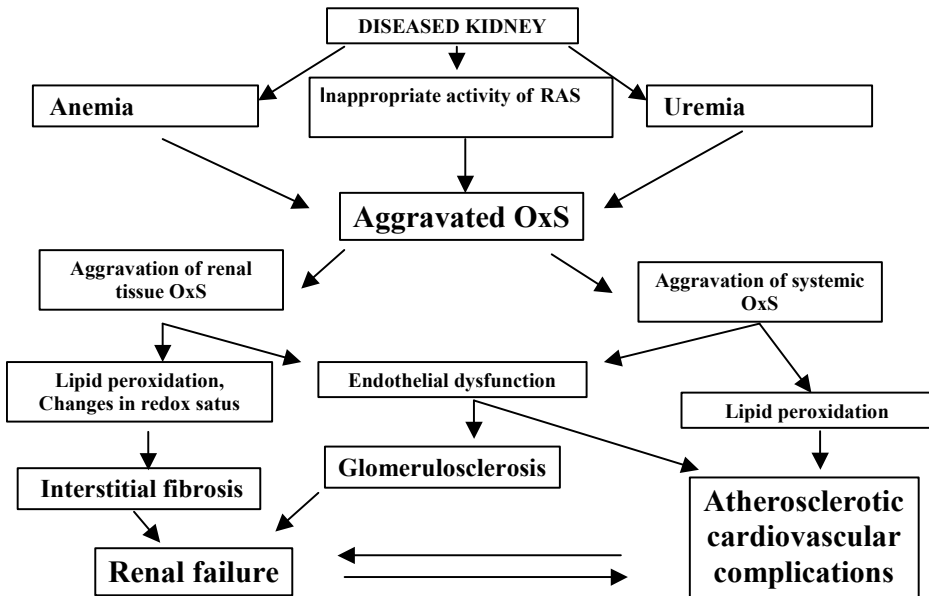 DISEASED KIDNEY
Anemia
Inappropriate activity of RAS
Uremia
Aggravated OxS
Aggravation of renal
tissue OxS
Aggravation of systemic
OxS
Lipid peroxidation,
Changes in redox satus
Endothelial dysfunction
Lipid peroxidation
Interstitial fibrosis
Glomerulosclerosis
Atherosclerotic
cardiovascular
complications
Renal failure